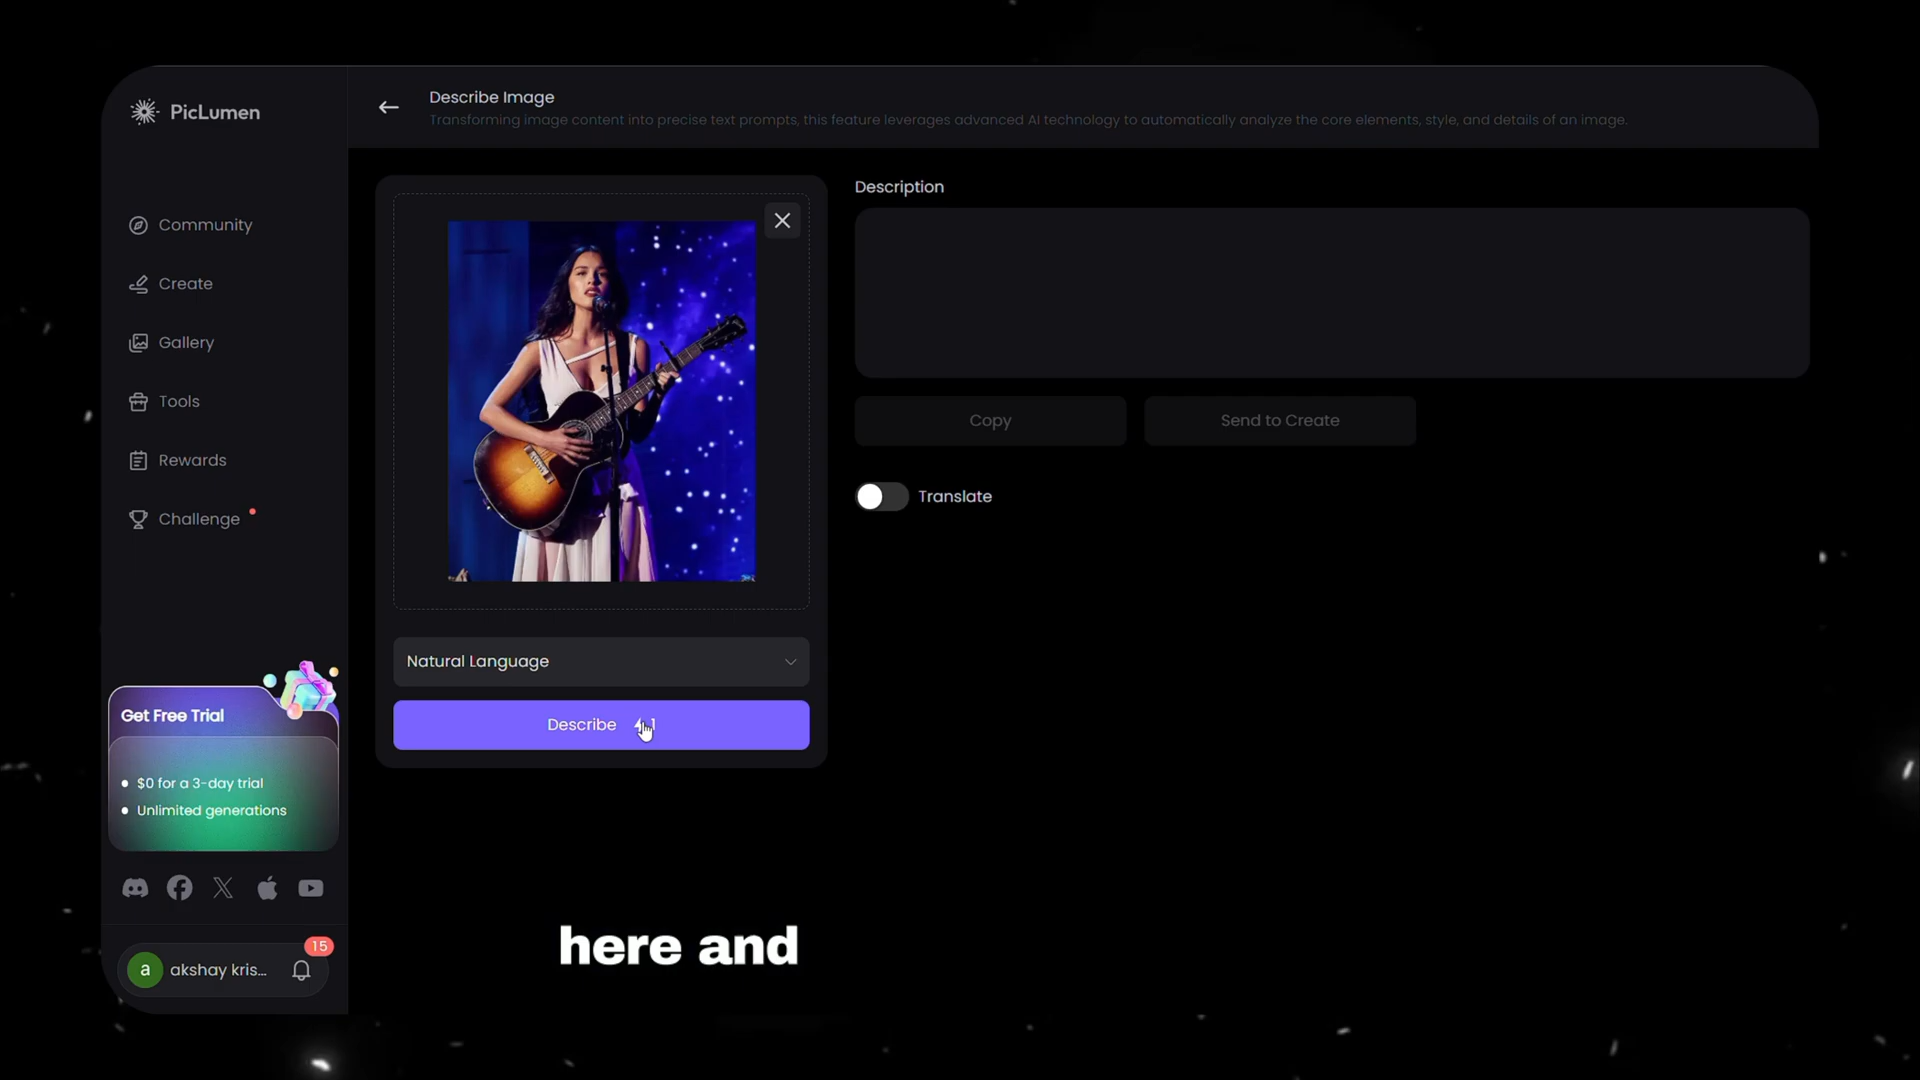 PicLumen
Describe Image
Transforming image content into precise text prompts, this feature leverages advanced AI technology to automatically analyze the core elements, style, and details of an image.
Community
Create
Gallery
Tools
Rewards
Challenge
Description
Copy
Send to Create
Translate
Natural Language
Describe
Get Free Trial
$0 for a 3-day trial
Unlimited generations
15
a
akshay kris...
here and